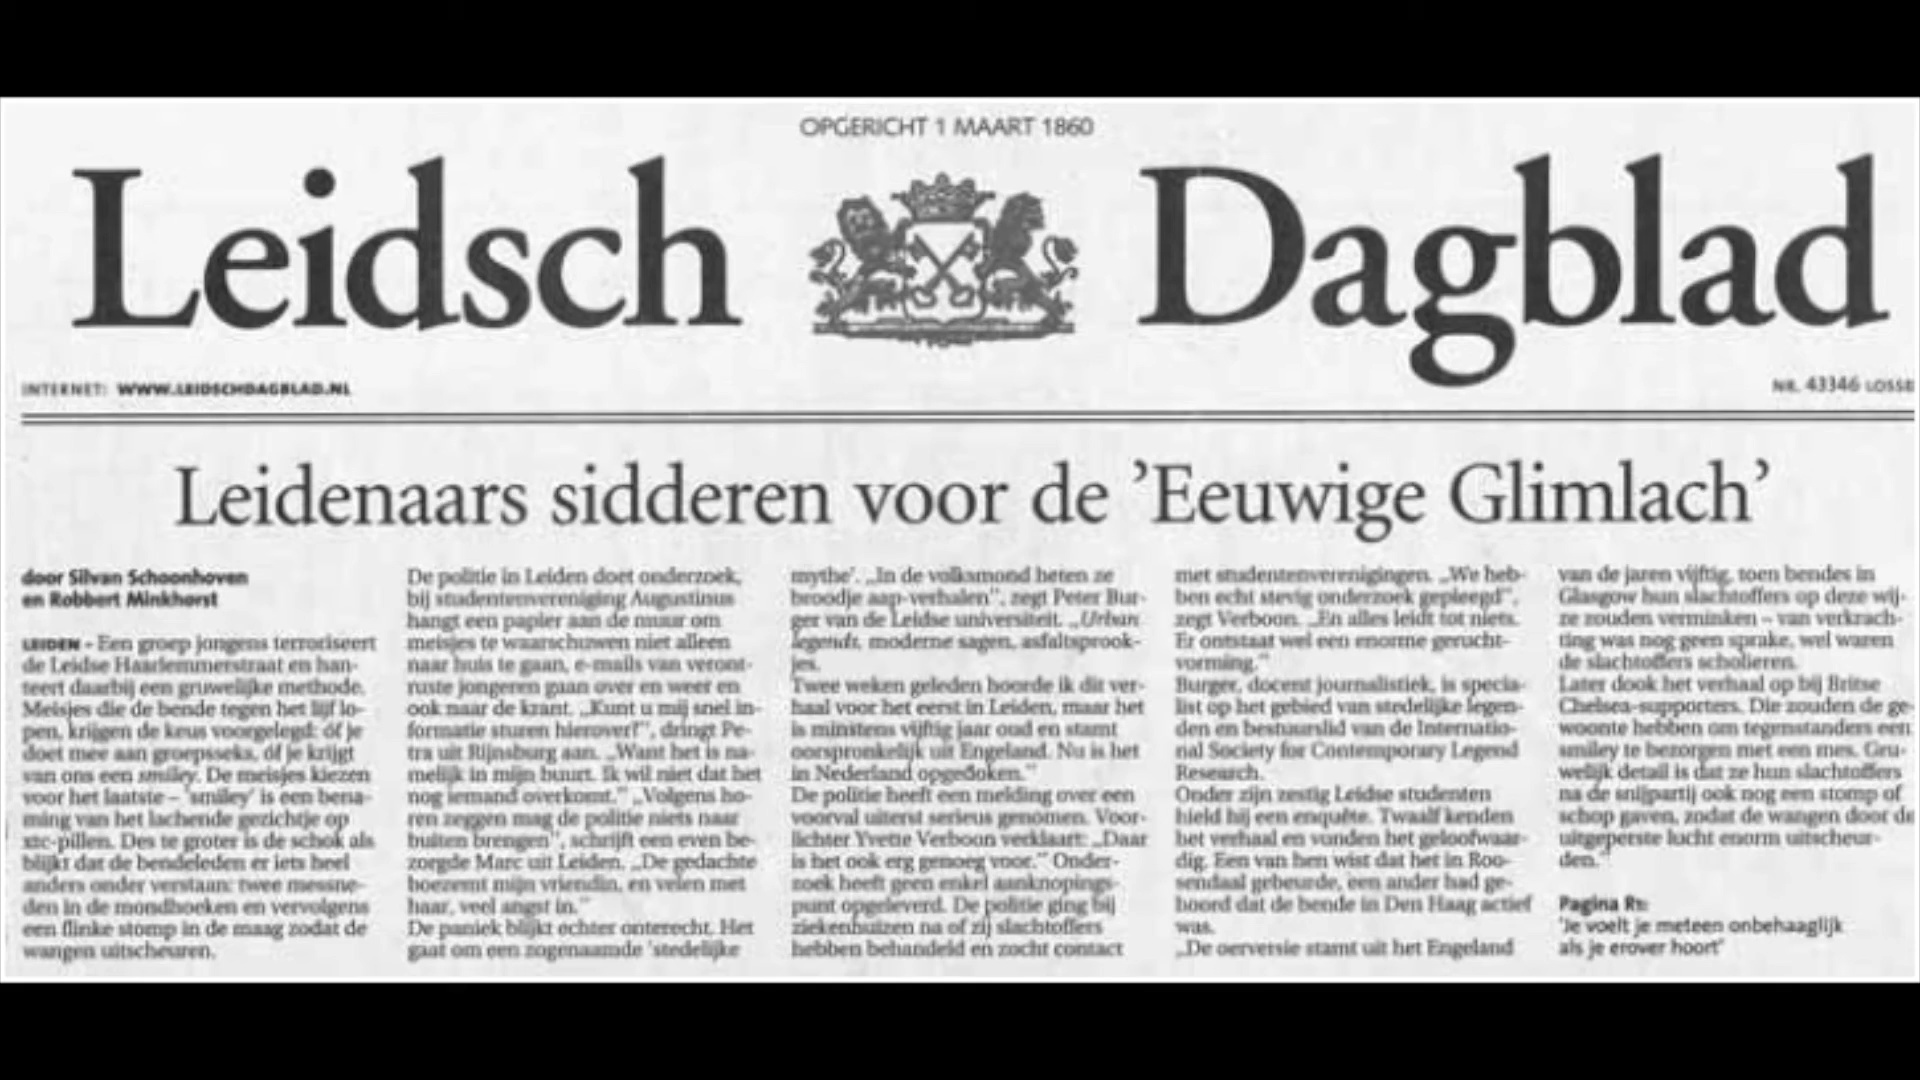 OPGERICHT 1 MAART 1860
Leidsch Dagblad
INTERNET: WWW.LEIDSCHDAGBLAD.NL
NR. 43346 LOSSE
Leidenaars sidderen voor de 'Eeuwige Glimlach'
door Silvan Schoonhoven
en Robbert Minkhorst
LEIDEN - Een groep jongens terroriseert
de Leidse Haarlemmerstraat en han-
teert daarbij een gruwelijke methode.
Meisjes die de bende tegen het lijf lo-
pen, krijgen de keus voorgelegd: óf je
doet mee aan groepsseks, óf je krijgt
van ons een smiley. De meisjes kiezen
voor het laatste – 'smiley' is een bena-
ming van het lachende gezichtje op
xtc-pillen. Des te groter is de schok als
blijkt dat de bendeleden er iets heel
anders onder verstaan: twee messne-
den in de mondhoeken en vervolgens
een flinke stomp in de maag zodat de
wangen uitscheuren.
De politie in Leiden doet onderzoek,
bij studentenvereniging Augustinus
hangt een papier aan de muur om
meisjes te waarschuwen niet alleen
naar huis te gaan, e-mails van veront-
ruste jongeren gaan over en weer en
ook naar de krant. „Kunt u mij snel in-
formatie sturen hierover?", dringt Pe-
tra uit Rijnsburg aan. „Want het is na-
melijk in mijn buurt. Ik wil niet dat het
nog iemand overkomt." „Volgens ho-
ren zeggen mag de politie niets naar
buiten brengen", schrijft een even be-
zorgde Marc uit Leiden. „De gedachte
boezemt mijn vriendin, en velen met
haar, veel angst in."
De paniek blijkt echter onterecht. Het
gaat om een zogenaamde 'stedelijke
mythe'. „In de volksmond heten ze
broodje aap-verhalen", zegt Peter Bur-
ger van de Leidse universiteit. „Urban
legends, moderne sagen, asfaltsprook-
jes.
Twee weken geleden hoorde ik dit ver-
haal voor het eerst in Leiden, maar het
is minstens vijftig jaar oud en stamt
oorspronkelijk uit Engeland. Nu is het
in Nederland opgedoken."
De politie heeft een melding over een
voorval uiterst serieus genomen. Voor-
lichter Yvette Verboon verklaart: „Daar
is het ook erg genoeg voor." Onder-
zoek heeft geen enkel aanknopings-
punt opgeleverd. De politie ging bij
ziekenhuizen na of zij slachtoffers
hebben behandeld en zocht contact
met studentenverenigingen. „We heb-
ben echt stevig onderzoek gepleegd",
zegt Verboon. „En alles leidt tot niets.
Er ontstaat wel een enorme gerucht-
vorming."
Burger, docent journalistiek, is specia-
list op het gebied van stedelijke legen-
den en bestuurslid van de Internatio-
nal Society for Contemporary Legend
Research.
Onder zijn zestig Leidse studenten
hield hij een enquête. Twaalf kenden
het verhaal en vonden het geloofwaar-
dig. Een van hen wist dat het in Roo-
sendaal gebeurde, een ander had ge-
hoord dat de bende in Den Haag actief
was.
„De oerversie stamt uit het Engeland
van de jaren vijftig, toen bendes in
Glasgow hun slachtoffers op deze wij-
ze zouden verminken – van verkrach-
ting was nog geen sprake, wel waren
de slachtoffers scholieren.
Later dook het verhaal op bij Britse
Chelsea-supporters. Die zouden de ge-
woonte hebben om tegenstanders een
smiley te bezorgen met een mes. Gru-
welijk detail is dat ze hun slachtoffers
na de snijpartij ook nog een stomp of
schop gaven, zodat de wangen door de
uitgeperste lucht enorm uitscheur-
den."
Pagina R1:
'Je voelt je meteen onbehaaglijk
als je erover hoort'